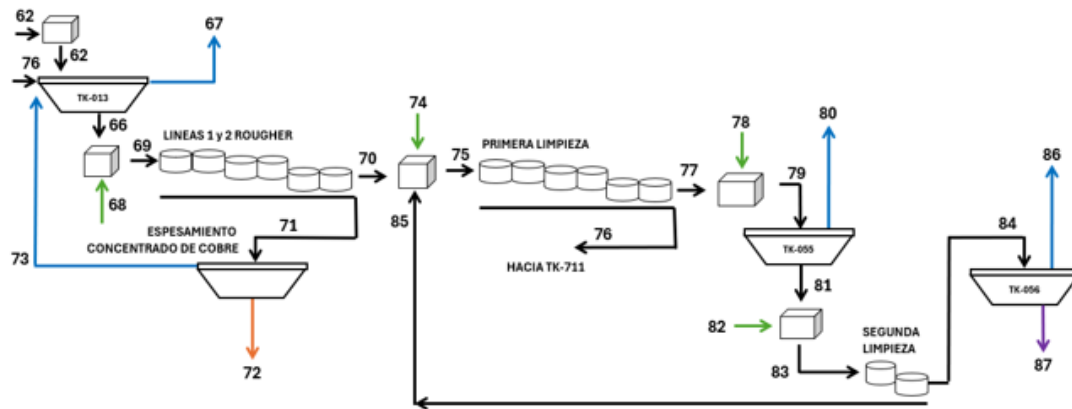 62
67
62
76
TK-013
66
69
LINEAS 1 y 2 ROUGHER
70
68
71
ESPESAMIENTO
CONCENTRADO DE COBRE
73
72
74
75
PRIMERA LIMPIEZA
77
85
76
HACIA TK-711
78
80
79
TK-055
81
82
83
SEGUNDA
LIMPIEZA
84
86
TK-056
87